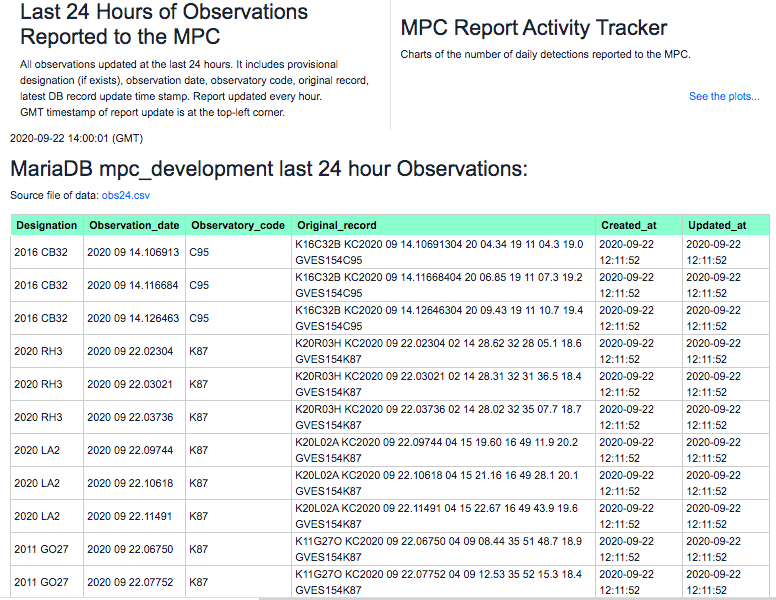 Last 24 Hours of Observations
Reported to the MPC
All observations updated at the last 24 hours. It includes provisional
designation (if exists), observation date, observatory code, original record,
latest DB record update time stamp. Report updated every hour.
GMT timestamp of report update is at the top-left corner.
MPC Report Activity Tracker
Charts of the number of daily detections reported to the MPC.
See the plots...
2020-09-22 14:00:01 (GMT)
MariaDB mpc_development last 24 hour Observations:
Source file of data: obs24.csv
Designation Observation_date Observatory_code Original_record Created_at Updated_at
2016 CB32 2020 09 14.106913 C95 K16C32B KC2020 09 14.10691304 20 04.34 19 11 04.3 19.0 2020-09-22 2020-09-22
GVES154C95 12:11:52 12:11:52
2016 CB32 2020 09 14.116684 C95 K16C32B KC2020 09 14.11668404 20 06.85 19 11 07.3 19.2 2020-09-22 2020-09-22
GVES154C95 12:11:52 12:11:52
2016 CB32 2020 09 14.126463 C95 K16C32B KC2020 09 14.12646304 20 09.43 19 11 10.7 19.4 2020-09-22 2020-09-22
GVES154C95 12:11:52 12:11:52
2020 RH3 2020 09 22.02304 K87 K20R03H KC2020 09 22.02304 02 14 28.62 32 28 05.1 18.6 2020-09-22 2020-09-22
GVES154K87 12:11:52 12:11:52
2020 RH3 2020 09 22.03021 K87 K20R03H KC2020 09 22.03021 02 14 28.31 32 31 36.5 18.4 2020-09-22 2020-09-22
GVES154K87 12:11:52 12:11:52
2020 RH3 2020 09 22.03736 K87 K20R03H KC2020 09 22.03736 02 14 28.02 32 35 07.7 18.7 2020-09-22 2020-09-22
GVES154K87 12:11:52 12:11:52
2020 LA2 2020 09 22.09744 K87 K20L02A KC2020 09 22.09744 04 15 19.60 16 49 11.9 20.2 2020-09-22 2020-09-22
GVES154K87 12:11:52 12:11:52
2020 LA2 2020 09 22.10618 K87 K20L02A KC2020 09 22.10618 04 15 21.16 16 49 28.1 20.1 2020-09-22 2020-09-22
GVES154K87 12:11:52 12:11:52
2020 LA2 2020 09 22.11491 K87 K20L02A KC2020 09 22.11491 04 15 22.67 16 49 43.9 19.6 2020-09-22 2020-09-22
GVES154K87 12:11:52 12:11:52
2011 GO27 2020 09 22.06750 K87 K11G27O KC2020 09 22.06750 04 09 08.44 35 51 48.7 18.9 2020-09-22 2020-09-22
GVES154K87 12:11:52 12:11:52
2011 GO27 2020 09 22.07752 K87 K11G27O KC2020 09 22.07752 04 09 12.53 35 52 15.3 18.4 2020-09-22 2020-09-22
GVES154K87 12:11:52 12:11:52